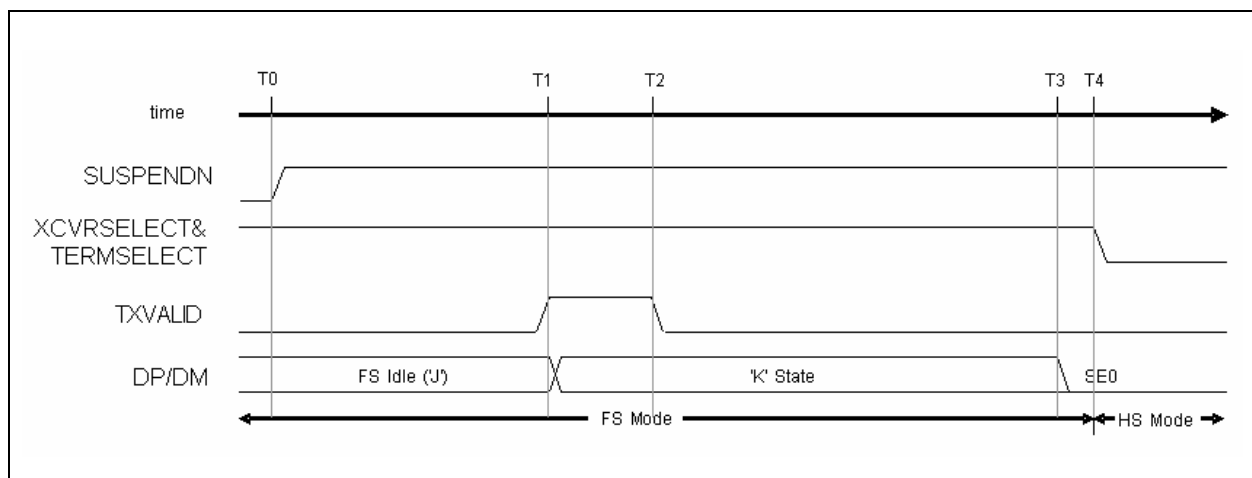 T0 T1 T2 T3 T4
time
SUSPENDN
XCVRSELECT&
TERMSELECT
TXVALID
DP/DM FS Idle ('J') 'K' State SE0
FS Mode HS Mode